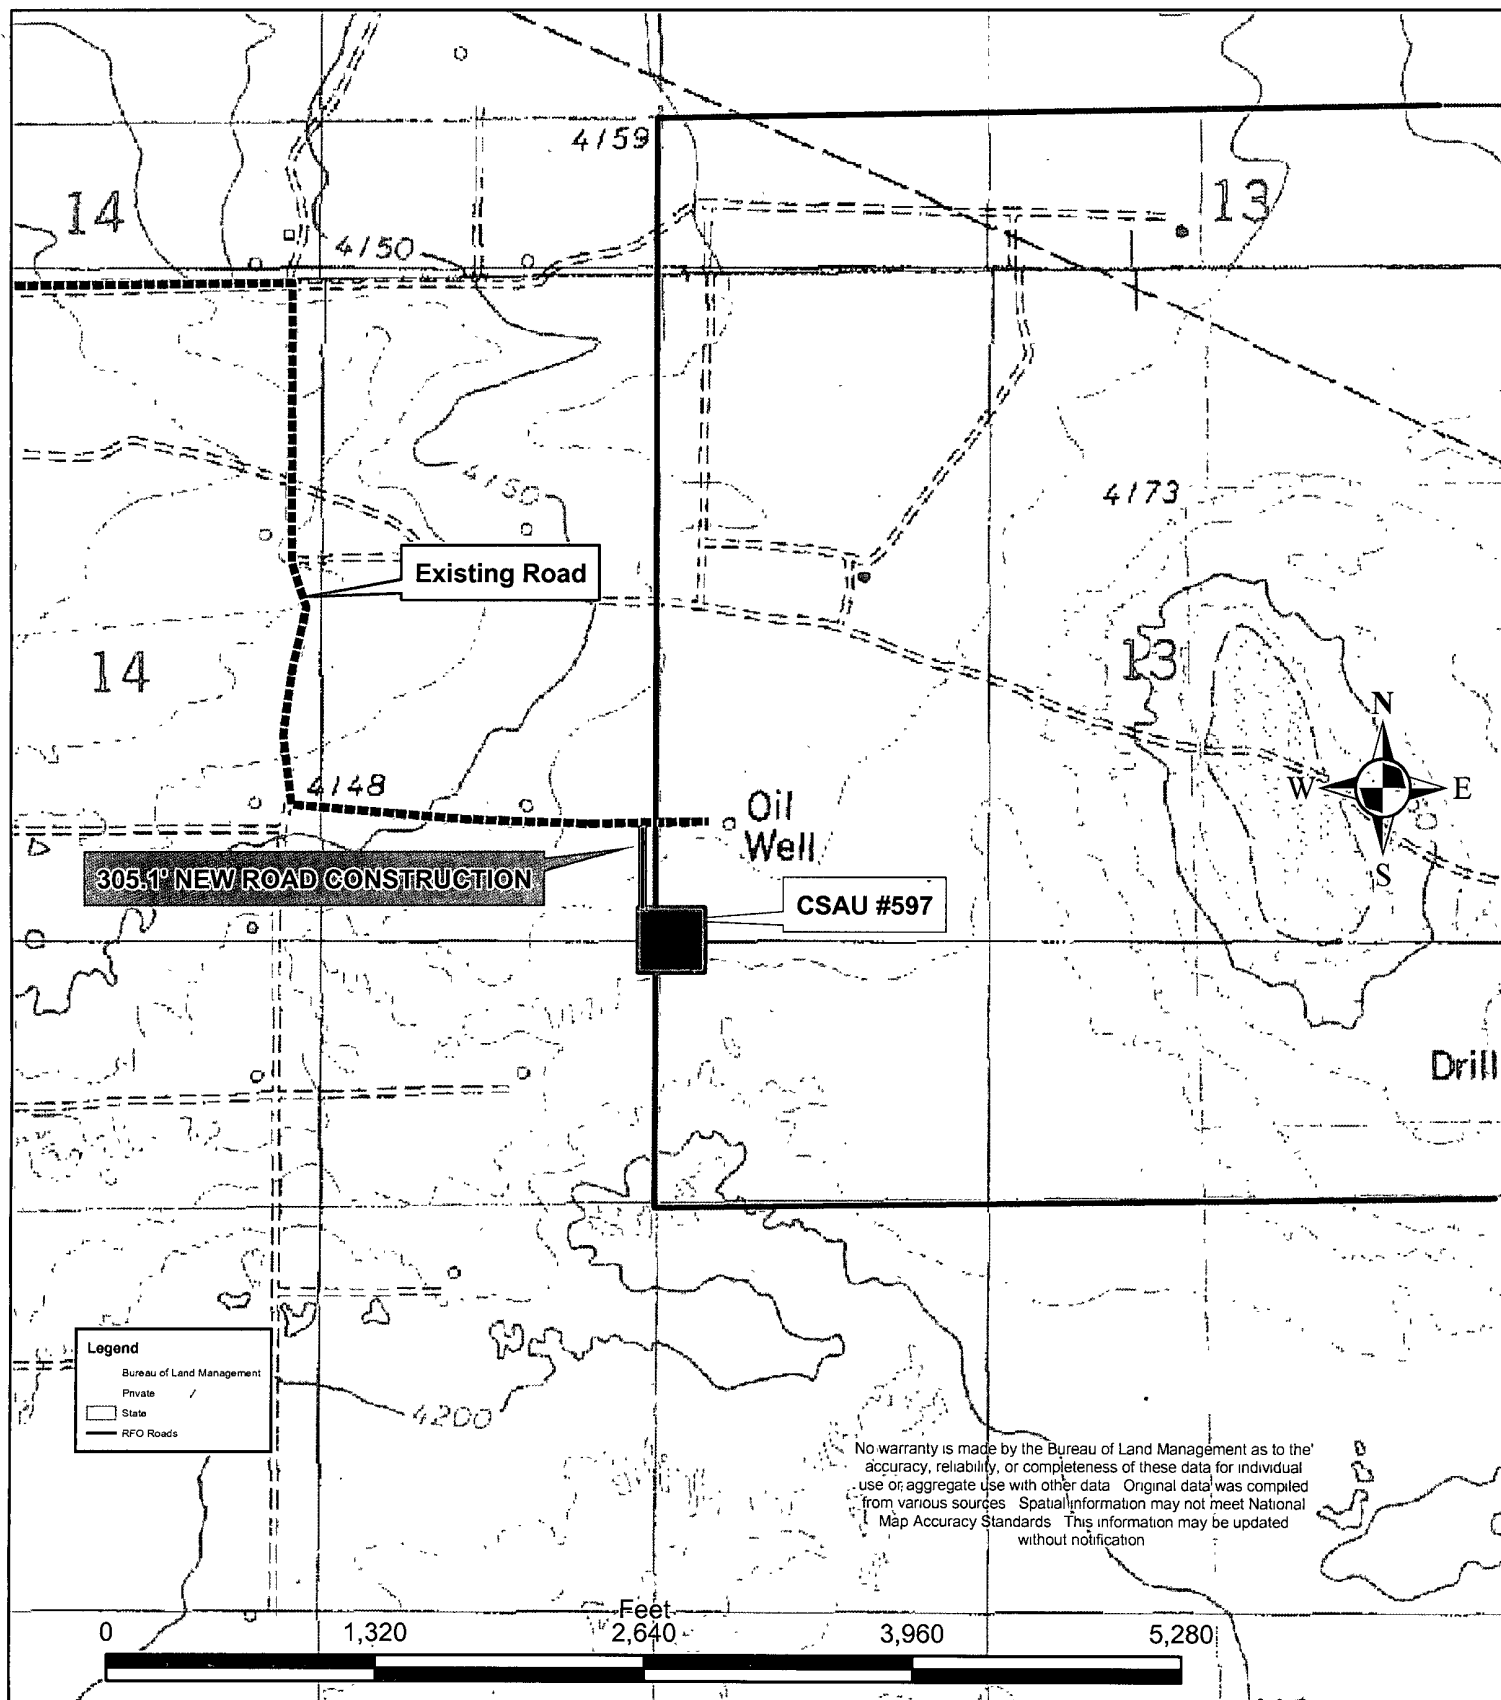 4159
14
13
4150
4150
4173
Existing Road
14
13
N
W
E
S
4148
Oil
Well
305.1' NEW ROAD CONSTRUCTION
CSAU #597
Drill
Legend
Bureau of Land Management
Private
State
RFO Roads
4200
No warranty is made by the Bureau of Land Management as to the
accuracy, reliability, or completeness of these data for individual
use or aggregate use with other data Original data was compiled
from various sources Spatial information may not meet National
Map Accuracy Standards This information may be updated
without notification
Feet
0 1,320 2,640 3,960 5,280